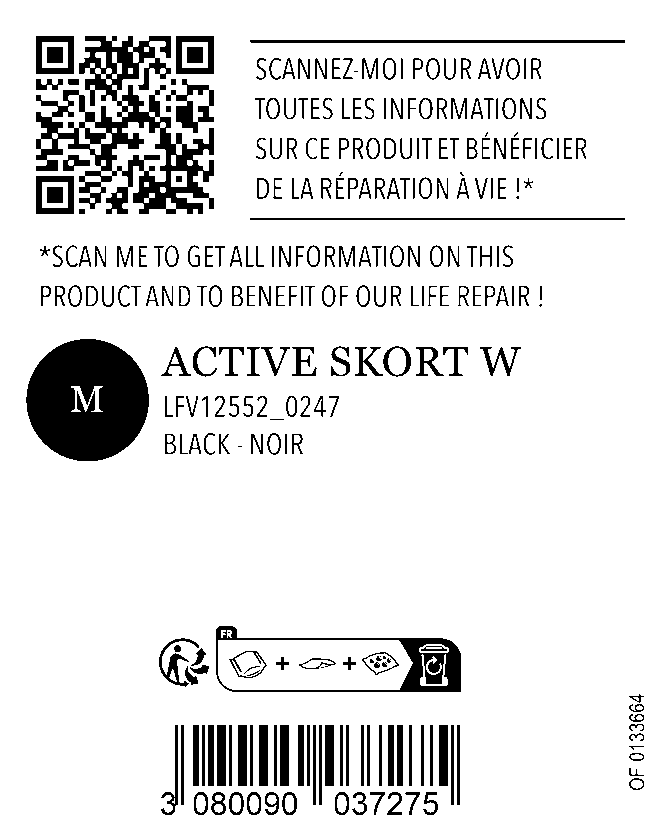 SCANNEZ-MOI POUR AVOIR
TOUTES LES INFORMATIONS
SUR CE PRODUIT ET BÉNÉFICIER
DE LA RÉPARATION À VIE !*
*SCAN ME TO GET ALL INFORMATION ON THIS
PRODUCT AND TO BENEFIT OF OUR LIFE REPAIR !
M
ACTIVE SKORT W
LFV12552_0247
BLACK - NOIR
FR
OF 0133664
3 080090 037275